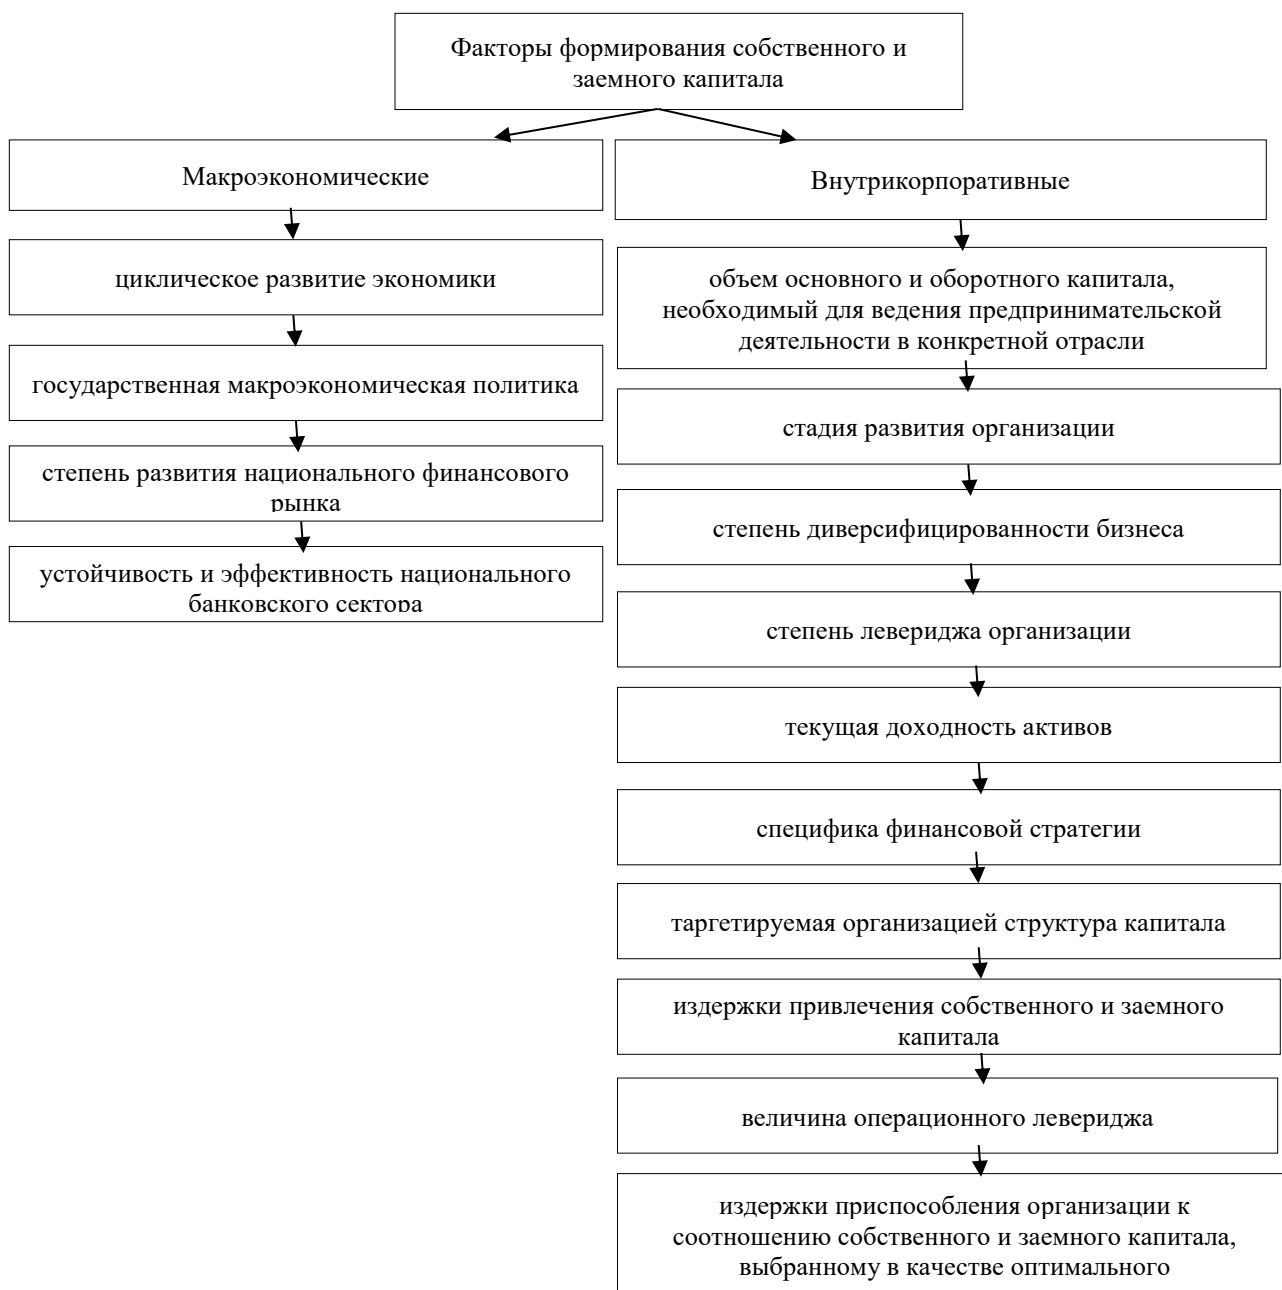 Факторы формирования собственного и
заемного капитала
Макроэкономические
циклическое развитие экономики
государственная макроэкономическая политика
степень развития национального финансового
рынка
устойчивость и эффективность национального
банковского сектора
Внутрикорпоративные
объем основного и оборотного капитала,
необходимый для ведения предпринимательской
деятельности в конкретной отрасли
стадия развития организации
степень диверсифицированности бизнеса
степень левериджа организации
текущая доходность активов
специфика финансовой стратегии
таргетируемая организацией структура капитала
издержки привлечения собственного и заемного
капитала
величина операционного левериджа
издержки приспособления организации к
соотношению собственного и заемного капитала,
выбранному в качестве оптимального